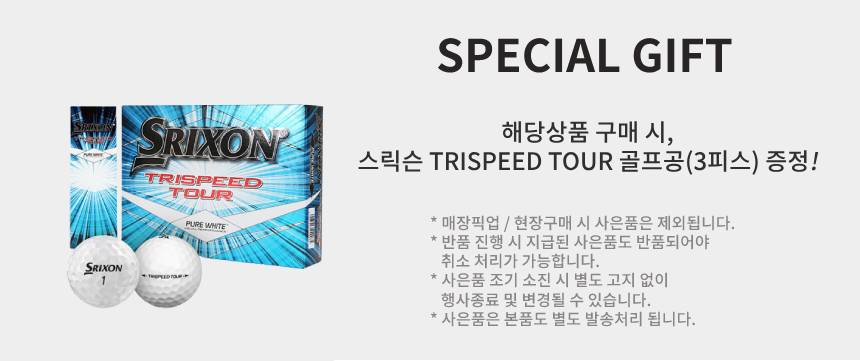 SPECIAL GIFT
해당상품 구매 시,
스릭슨 TRISPEED TOUR 골프공(3피스) 증정!
* 매장픽업 / 현장구매 시 사은품은 제외됩니다.
* 반품 진행 시 지급된 사은품도 반품되어야
취소 처리가 가능합니다.
* 사은품 조기 소진 시 별도 고지 없이
행사종료 및 변경될 수 있습니다.
* 사은품은 본품도 별도 발송처리 됩니다.
SRIXON
TRISPEED
TOUR
PURE WHITE
SRIXON
PURE WHITE
SRIXON
1
TRISPEED TOUR